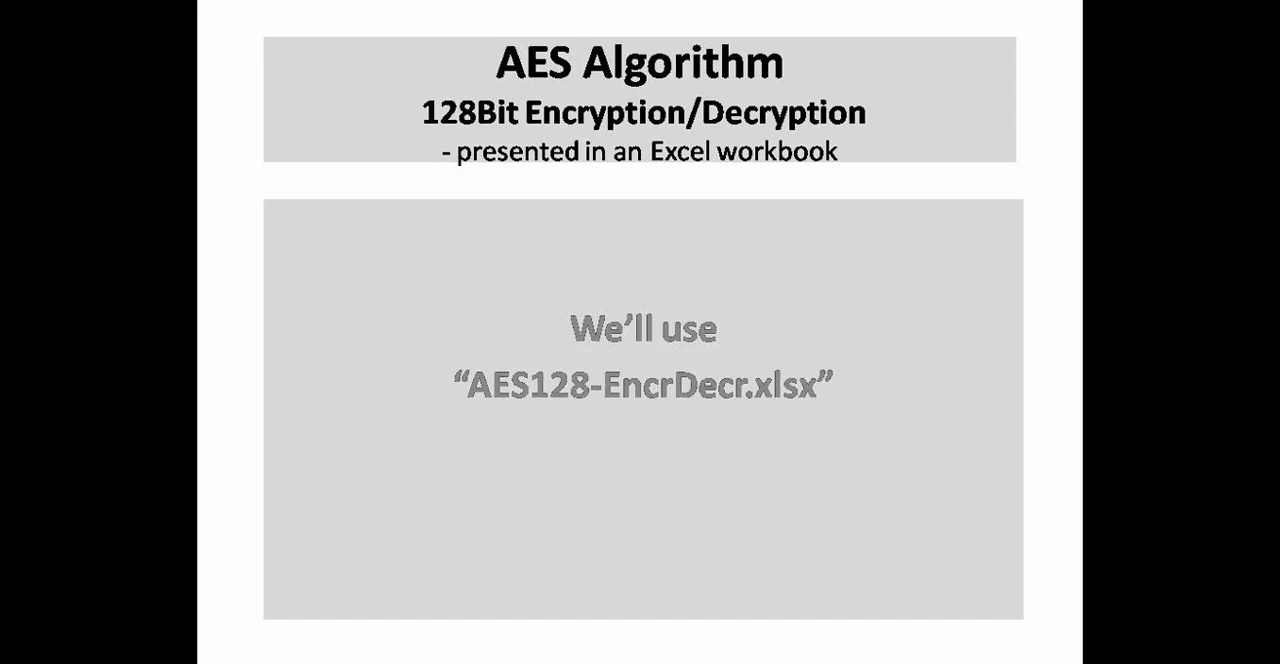 AES Algorithm
128Bit Encryption/Decryption
- presented in an Excel workbook
We’ll use
“AES128-EncrDecr.xlsx”